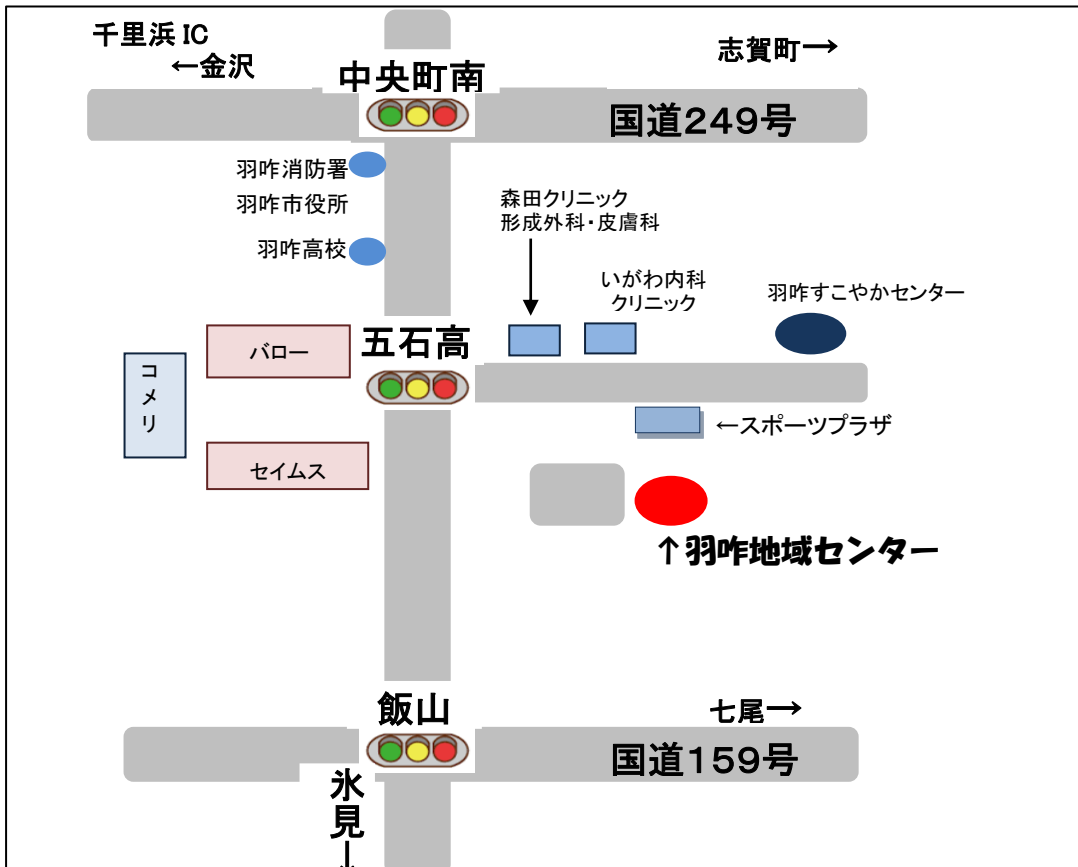 千里浜 IC
←金沢
志賀町→
中央町南
国道249号
羽咋消防署
羽咋市役所
羽咋高校
森田クリニック
形成外科・皮膚科
いがわ内科
クリニック
羽咋すこやかセンター
バロー
五石高
コメリ
←スポーツプラザ
セイムス
↑羽咋地域センター
飯山
七尾→
国道159号
氷見→